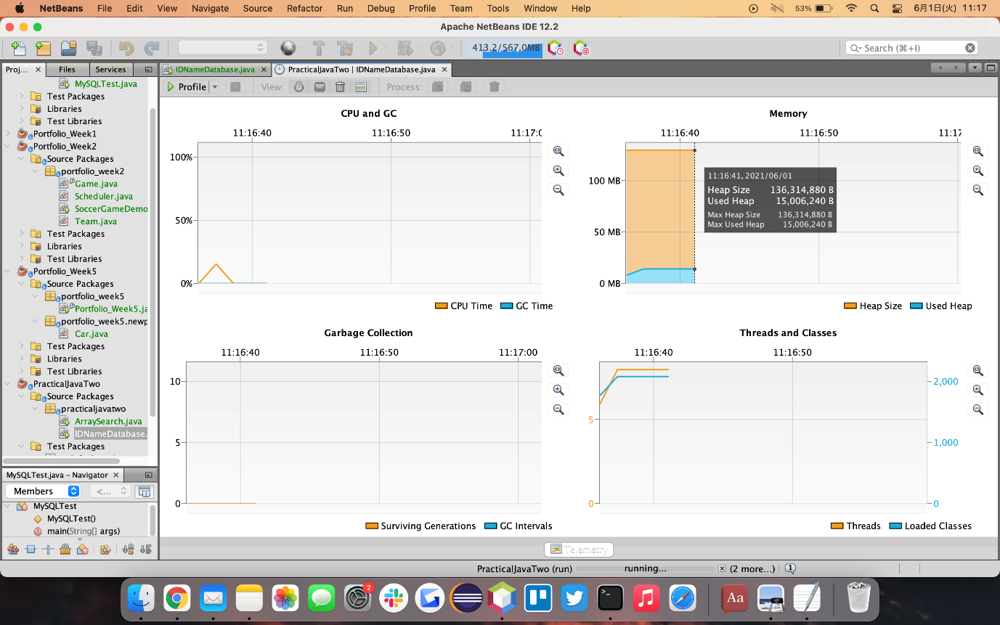 NetBeans File Edit View Navigate Source Refactor Run Debug Profile Team Tools Window Help 53% 6月1日(火) 11:17
Apache NetBeans IDE 12.2
413.2/567.0MB Search (⌘+I)
Proj... Files Services
IDNameDatabase.java PracticalJavaTwo | IDNameDatabase.java
Profile View: Process:
MySQLTest.java
Test Packages
Libraries
Test Libraries
Portfolio_Week1
Portfolio_Week2
Source Packages
portfolio_week2
Game.java
Scheduler.java
SoccerGameDemo
Team.java
Test Packages
Libraries
Test Libraries
Portfolio_Week5
Source Packages
portfolio_week5
Portfolio_Week5.ja
portfolio_week5.newp
Car.java
Test Packages
Libraries
Test Libraries
PracticalJavaTwo
Source Packages
practicaljavatwo
ArraySearch.java
IDNameDatabase.
Test Packages
MySQLTest.java – Navigator
Members <...
MySQLTest
MySQLTest()
main(String[] args)
CPU and GC
11:16:40 11:16:50 11:17:0
100%
50%
0%
CPU Time GC Time
Memory
11:16:40 11:16:50 11:17
100 MB
50 MB
0 MB
11:16:41, 2021/06/01
Heap Size 136,314,880 B
Used Heap 15,006,240 B
Max Heap Size 136,314,880 B
Max Used Heap 15,006,240 B
Heap Size Used Heap
Garbage Collection
11:16:40 11:16:50 11:17:00
10
5
0
Surviving Generations GC Intervals
Threads and Classes
11:16:40 11:16:50
5
0
2,000
1,000
0
Threads Loaded Classes
Telemetry
PracticalJavaTwo (run) running... (2 more...) 1
2
Aa